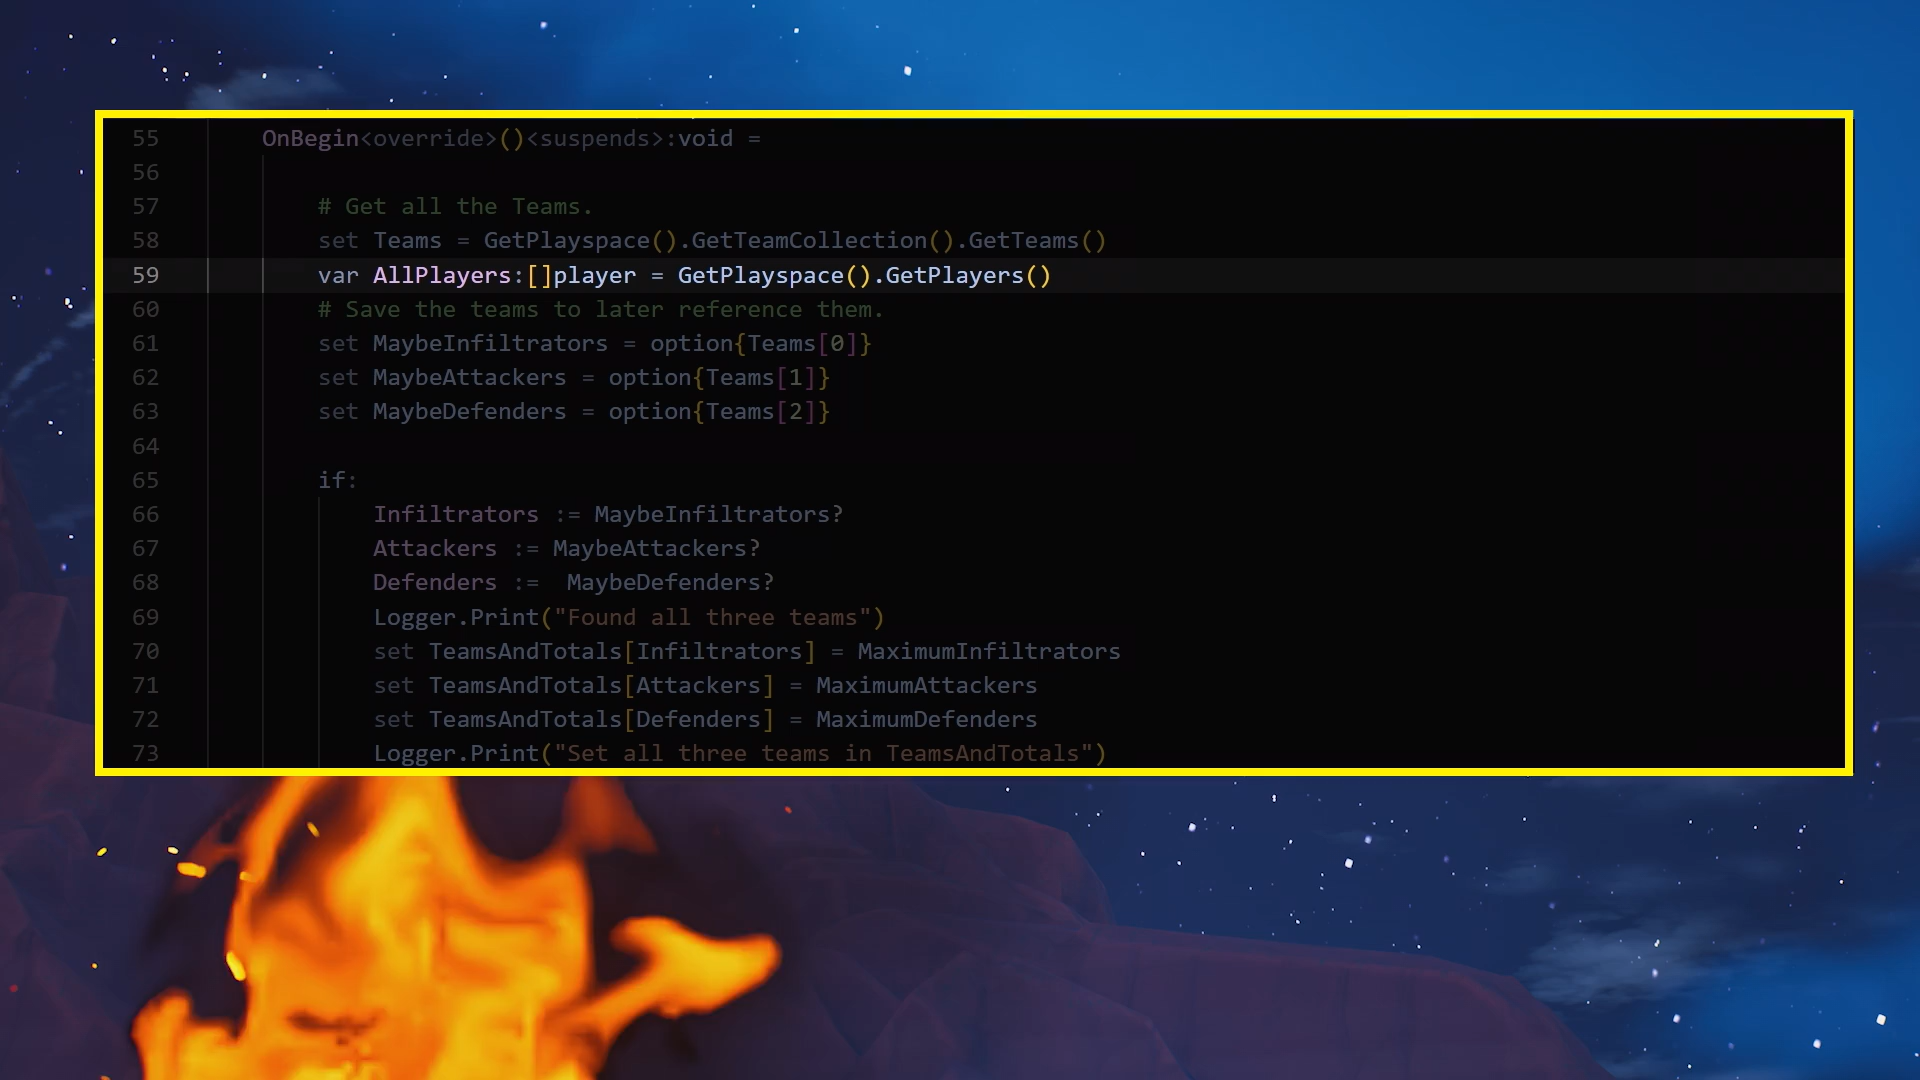 55 OnBegin<override>()<suspends>:void =
56
57 # Get all the Teams.
58 set Teams = GetPlayspace().GetTeamCollection().GetTeams()
59 var AllPlayers:[]player = GetPlayspace().GetPlayers()
60 # Save the teams to later reference them.
61 set MaybeInfiltrators = option{Teams[0]}
62 set MaybeAttackers = option{Teams[1]}
63 set MaybeDefenders = option{Teams[2]}
64
65 if:
66 Infiltrators := MaybeInfiltrators?
67 Attackers := MaybeAttackers?
68 Defenders :=  MaybeDefenders?
69 Logger.Print("Found all three teams")
70 set TeamsAndTotals[Infiltrators] = MaximumInfiltrators
71 set TeamsAndTotals[Attackers] = MaximumAttackers
72 set TeamsAndTotals[Defenders] = MaximumDefenders
73 Logger.Print("Set all three teams in TeamsAndTotals")